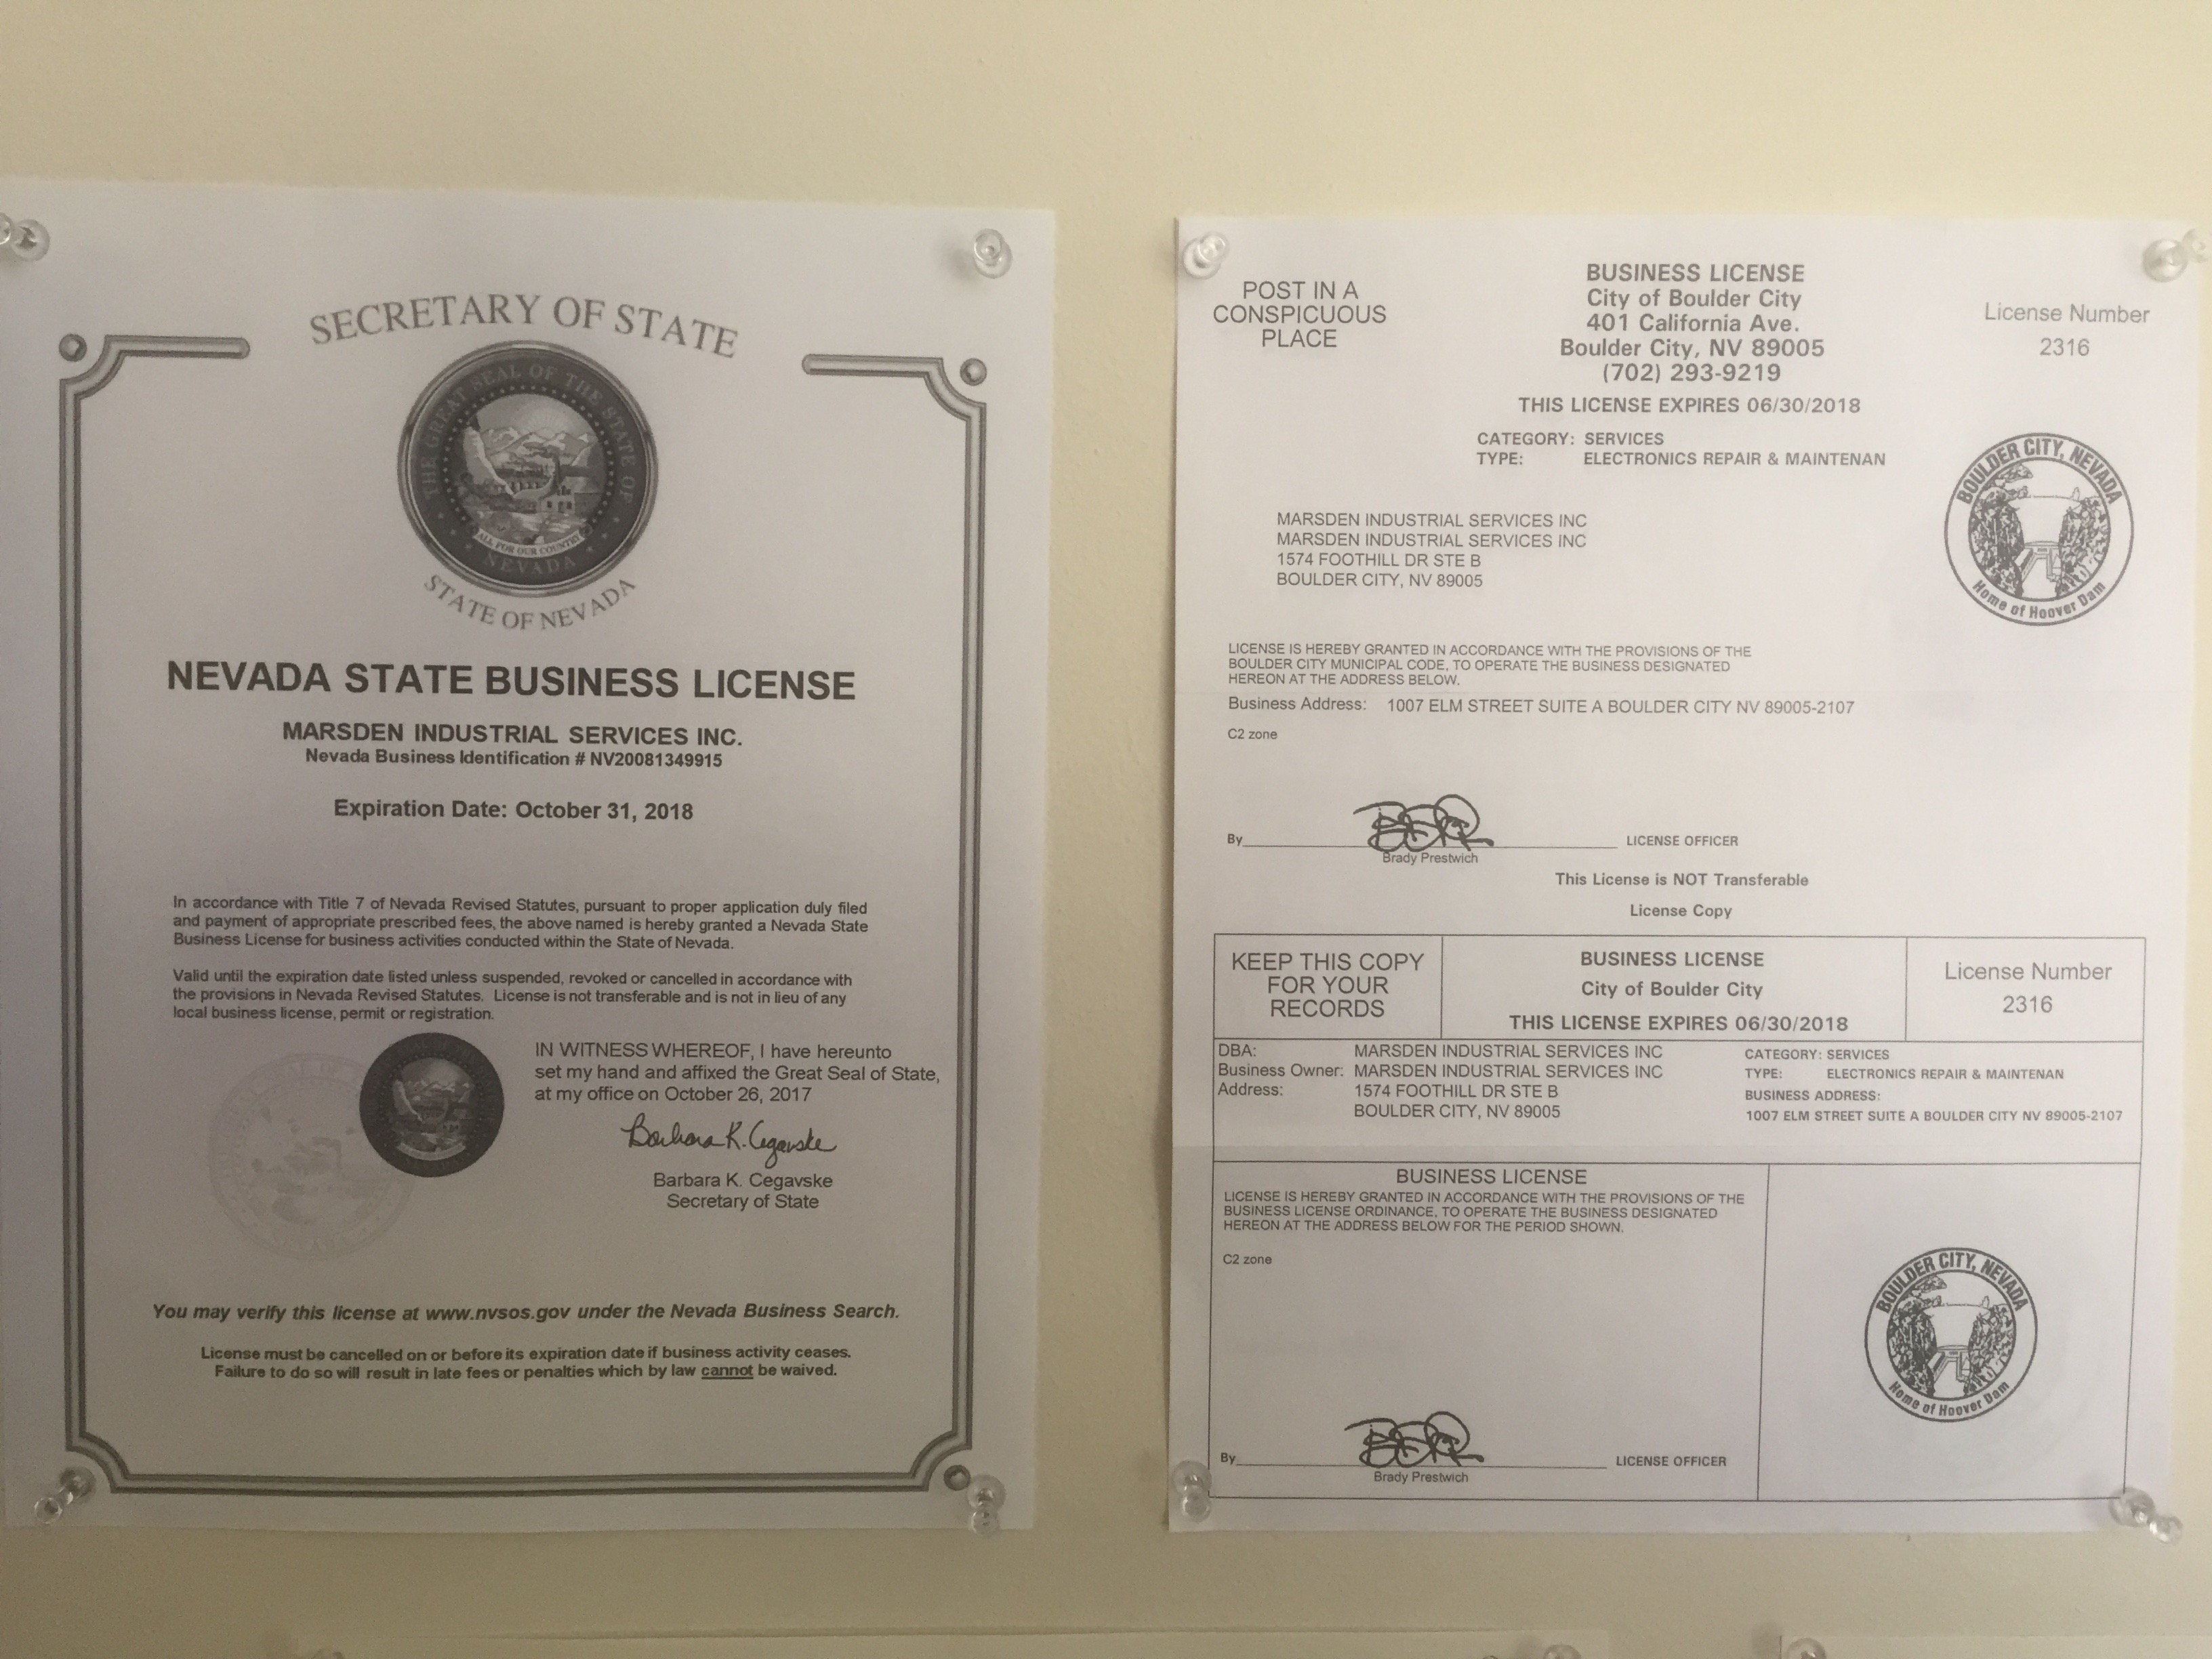 SECRETARY OF STATE
THE GREAT SEAL OF THE STATE OF
NEVADA
ALL FOR OUR COUNTRY
STATE OF NEVADA
NEVADA STATE BUSINESS LICENSE
MARSDEN INDUSTRIAL SERVICES INC.
Nevada Business Identification # NV20081349915
Expiration Date: October 31, 2018
In accordance with Title 7 of Nevada Revised Statutes, pursuant to proper application duly filed
and payment of appropriate prescribed fees, the above named is hereby granted a Nevada State
Business License for business activities conducted within the State of Nevada.
Valid until the expiration date listed unless suspended, revoked or cancelled in accordance with
the provisions in Nevada Revised Statutes. License is not transferable and is not in lieu of any
local business license, permit or registration.
IN WITNESS WHEREOF, I have hereunto
set my hand and affixed the Great Seal of State,
at my office on October 26, 2017
Barbara K. Cegavske
Barbara K. Cegavske
Secretary of State
You may verify this license at www.nvsos.gov under the Nevada Business Search.
License must be cancelled on or before its expiration date if business activity ceases.
Failure to do so will result in late fees or penalties which by law cannot be waived.
POST IN A
CONSPICUOUS
PLACE
BUSINESS LICENSE
City of Boulder City
401 California Ave.
Boulder City, NV 89005
(702) 293-9219
THIS LICENSE EXPIRES 06/30/2018
License Number
2316
CATEGORY: SERVICES
TYPE: ELECTRONICS REPAIR & MAINTENAN
BOULDER CITY, NEVADA
Home of Hoover Dam
MARSDEN INDUSTRIAL SERVICES INC
MARSDEN INDUSTRIAL SERVICES INC
1574 FOOTHILL DR STE B
BOULDER CITY, NV 89005
LICENSE IS HEREBY GRANTED IN ACCORDANCE WITH THE PROVISIONS OF THE
BOULDER CITY MUNICIPAL CODE, TO OPERATE THE BUSINESS DESIGNATED
HEREON AT THE ADDRESS BELOW.
Business Address: 1007 ELM STREET SUITE A BOULDER CITY NV 89005-2107
C2 zone
By LICENSE OFFICER
Brady Prestwich
This License is NOT Transferable
License Copy
KEEP THIS COPY
FOR YOUR
RECORDS
BUSINESS LICENSE
City of Boulder City
THIS LICENSE EXPIRES 06/30/2018
License Number
2316
DBA: MARSDEN INDUSTRIAL SERVICES INC
Business Owner: MARSDEN INDUSTRIAL SERVICES INC
Address: 1574 FOOTHILL DR STE B
BOULDER CITY, NV 89005
CATEGORY: SERVICES
TYPE: ELECTRONICS REPAIR & MAINTENAN
BUSINESS ADDRESS:
1007 ELM STREET SUITE A BOULDER CITY NV 89005-2107
BUSINESS LICENSE
LICENSE IS HEREBY GRANTED IN ACCORDANCE WITH THE PROVISIONS OF THE
BUSINESS LICENSE ORDINANCE, TO OPERATE THE BUSINESS DESIGNATED
HEREON AT THE ADDRESS BELOW FOR THE PERIOD SHOWN.
C2 zone
BOULDER CITY, NEVADA
Home of Hoover Dam
By LICENSE OFFICER
Brady Prestwich